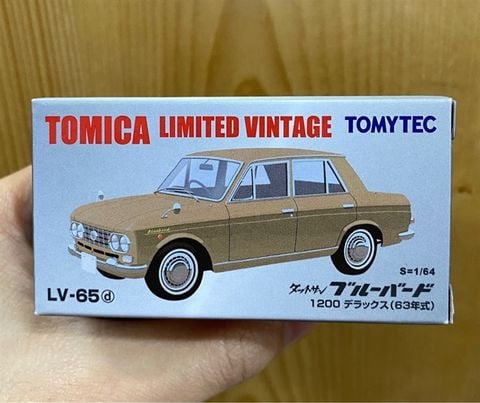 TOMICA LIMITED VINTAGE TOMYTEC
S=1/64
LV-65ⓓ
ダットサン ブルーバード
1200 デラックス(63年式)